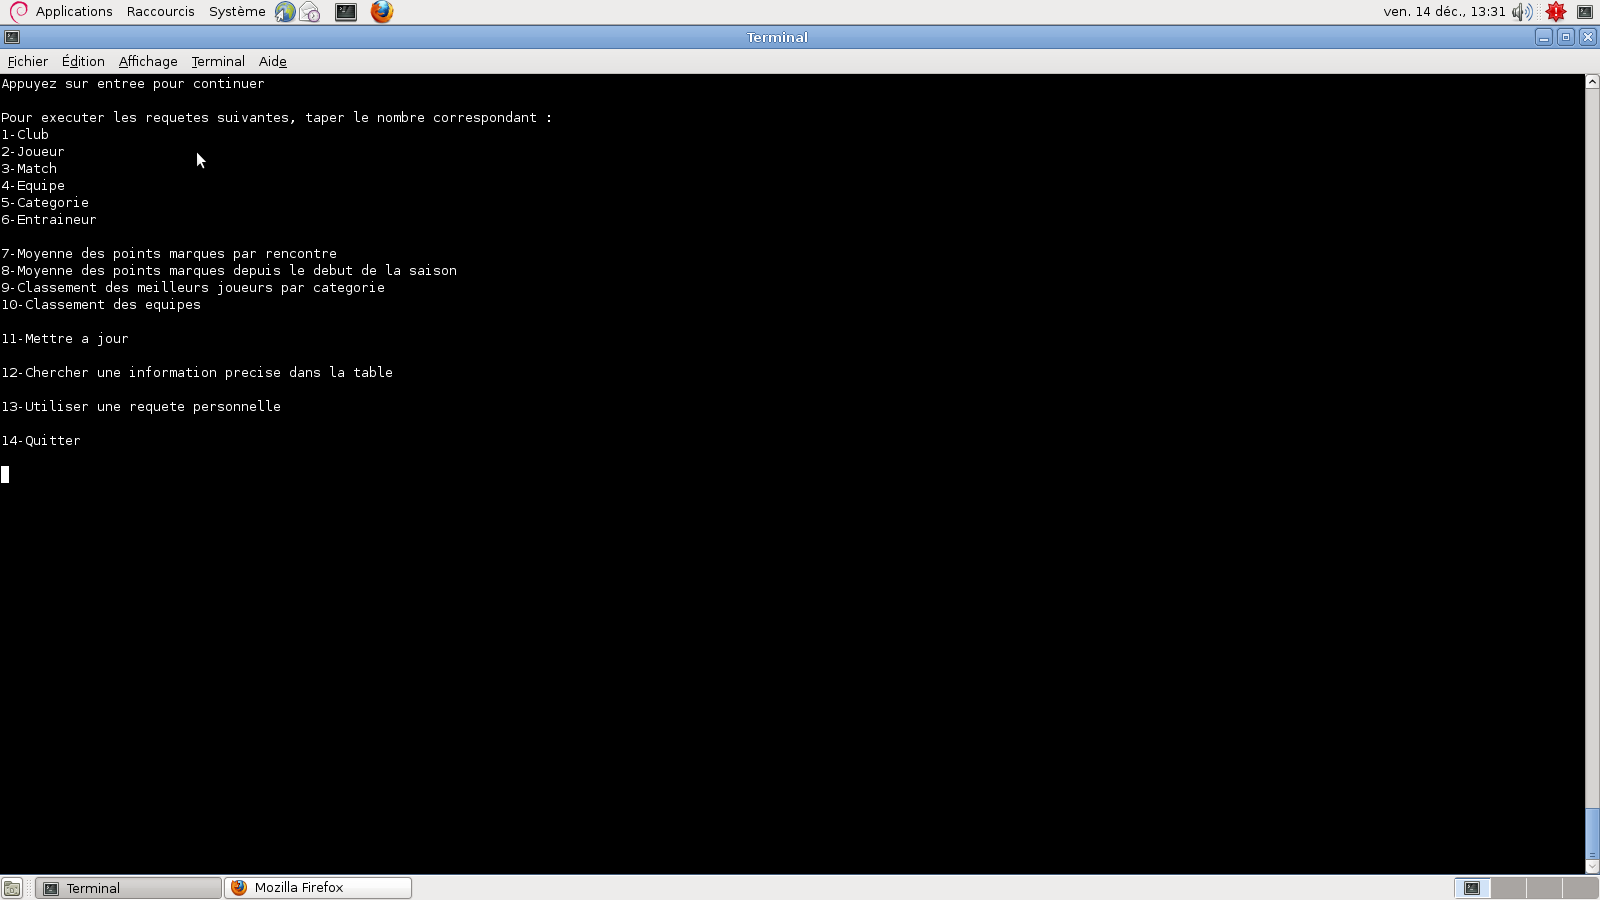 Applications Raccourcis Système ven. 14 déc., 13:31
Terminal
Fichier Édition Affichage Terminal Aide
Appuyez sur entree pour continuer
Pour executer les requetes suivantes, taper le nombre correspondant :
1-Club
2-Joueur
3-Match
4-Equipe
5-Categorie
6-Entraineur
7-Moyenne des points marques par rencontre
8-Moyenne des points marques depuis le debut de la saison
9-Classement des meilleurs joueurs par categorie
10-Classement des equipes
11-Mettre a jour
12-Chercher une information precise dans la table
13-Utiliser une requete personnelle
14-Quitter
Terminal Mozilla Firefox